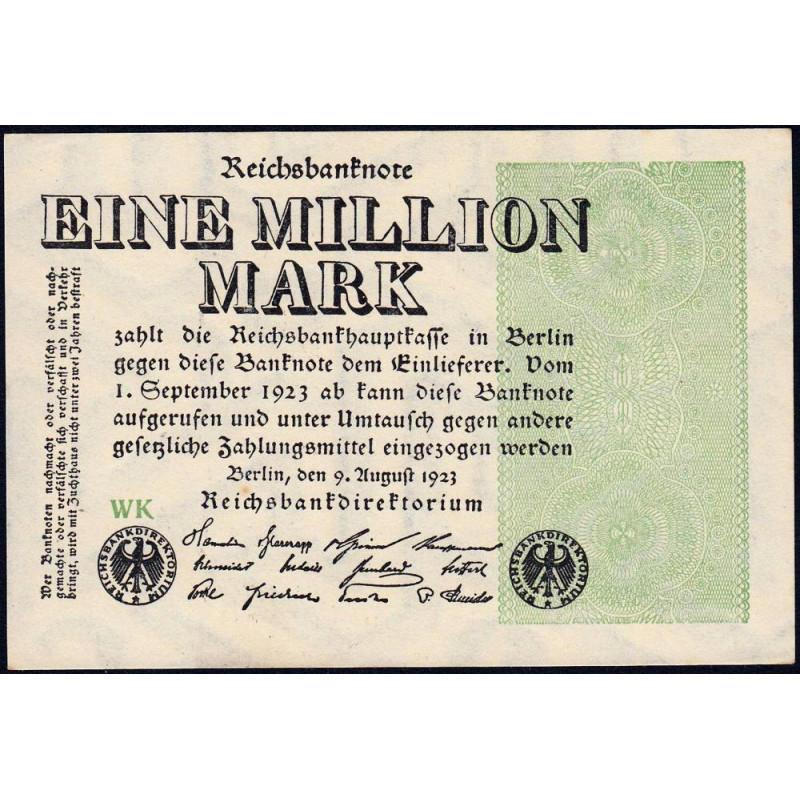 Reichsbanknote
EINE MILLION
MARK
zahlt die Reichsbankhauptkasse in Berlin
gegen diese Banknote dem Einlieferer. Vom
1. September 1923 ab kann diese Banknote
aufgerufen und unter Umtausch gegen andere
gesetzliche Zahlungsmittel eingezogen werden
Berlin, den 9. August 1923
Reichsbankdirektorium
Wer Banknoten nachmacht oder verfälscht oder nach-
gemachte oder verfälschte sich verschafft und in Verkehr
bringt, wird mit Zuchthaus nicht unter zwei Jahren bestraft
WK
REICHSBANKDIREKTORIUM
REICHSBANKDIREKTORIUM